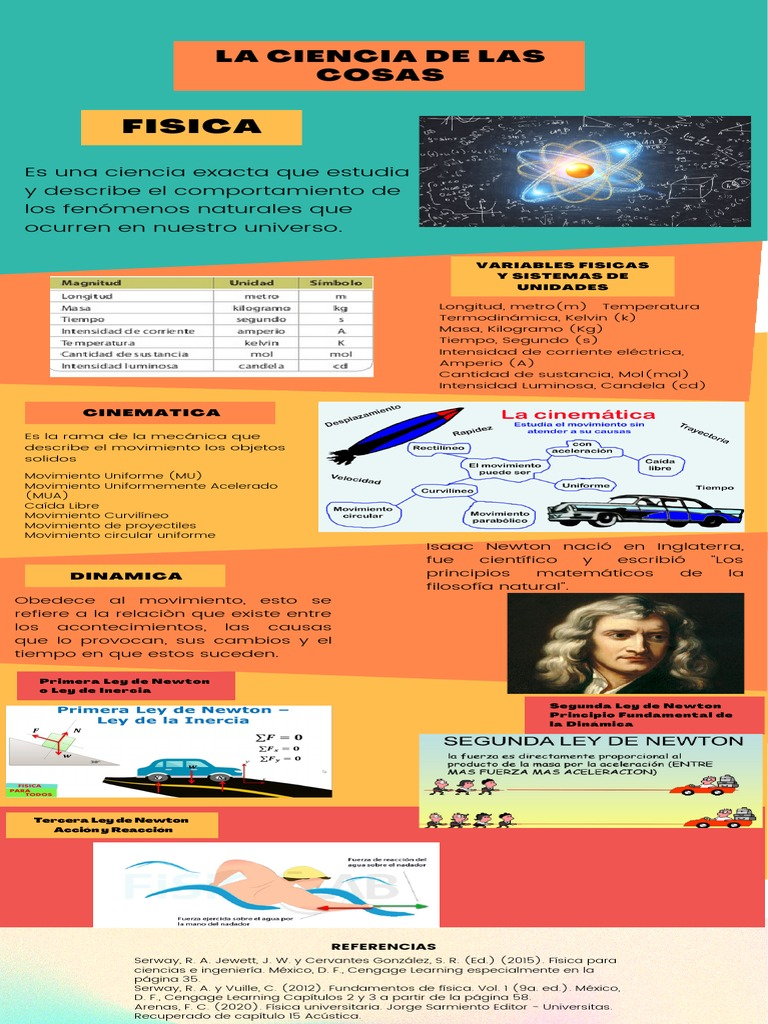 LA CIENCIA DE LAS
COSAS
FISICA
Es una ciencia exacta que estudia
y describe el comportamiento de
los fenómenos naturales que
ocurren en nuestro universo.
VARIABLES FISICAS
Y SISTEMAS DE
UNIDADES
Magnitud Unidad Símbolo
Longitud metro m
Masa kilogramo kg
Tiempo segundo s
Intensidad de corriente amperio A
Temperatura kelvin K
Cantidad de sustancia mol mol
Intensidad luminosa candela cd
Longitud, metro(m) Temperatura
Termodinámica, Kelvin (k)
Masa, Kilogramo (Kg)
Tiempo, Segundo (s)
Intensidad de corriente eléctrica,
Amperio (A)
Cantidad de sustancia, Mol(mol)
Intensidad Luminosa, Candela (cd)
CINEMATICA
Es la rama de la mecánica que
describe el movimiento los objetos
solidos
Movimiento Uniforme (MU)
Movimiento Uniformemente Acelerado
(MUA)
Caída Libre
Movimiento Curvilíneo
Movimiento de proyectiles
Movimiento circular uniforme
La cinemática
Estudia el movimiento sin
atender a su causas
Desplazamiento
Rapidez
Trayectoria
Rectilíneo
con
aceleración
Caída
libre
El movimiento
puede ser
Velocidad
Curvilíneo
Uniforme
Tiempo
Movimiento
circular
Movimiento
parabólico
Isaac Newton nació en Inglaterra,
fue científico y escribió "Los
principios matemáticos de la
filosofía natural".
DINAMICA
Obedece al movimiento, esto se
refiere a la relaciòn que existe entre
los acontecimientos, las causas
que lo provocan, sus cambios y el
tiempo en que estos suceden.
Primera Ley de Newton
o Ley de Inercia
Primera Ley de Newton –
Ley de la Inercia
F N
w
ΣF = 0
ΣFx = 0
ΣFy = 0
FISICA
PARA
TODOS
Segunda Ley de Newton
Principio Fundamental de
la Dinámica
SEGUNDA LEY DE NEWTON
la fuerza es directamente proporcional al
producto de la masa por la aceleración (ENTRE
MAS FUERZA MAS ACELERACION)
Tercera Ley de Newton
Acción y Reacción
Fuerza de reacción del
agua sobre el nadador
Fuerza ejercida sobre el agua por
la mano del nadador
REFERENCIAS
Serway, R. A. Jewett, J. W. y Cervantes González, S. R. (Ed.) (2015). Física para
ciencias e ingeniería. México, D. F., Cengage Learning especialmente en la
página 35.
Serway, R. A. y Vuille, C. (2012). Fundamentos de física. Vol. 1 (9a. ed.). México,
D. F., Cengage Learning Capítulos 2 y 3 a partir de la página 58.
Arenas, F. C. (2020). Física universitaria. Jorge Sarmiento Editor – Universitas.
Recuperado de capítulo 15 Acústica.